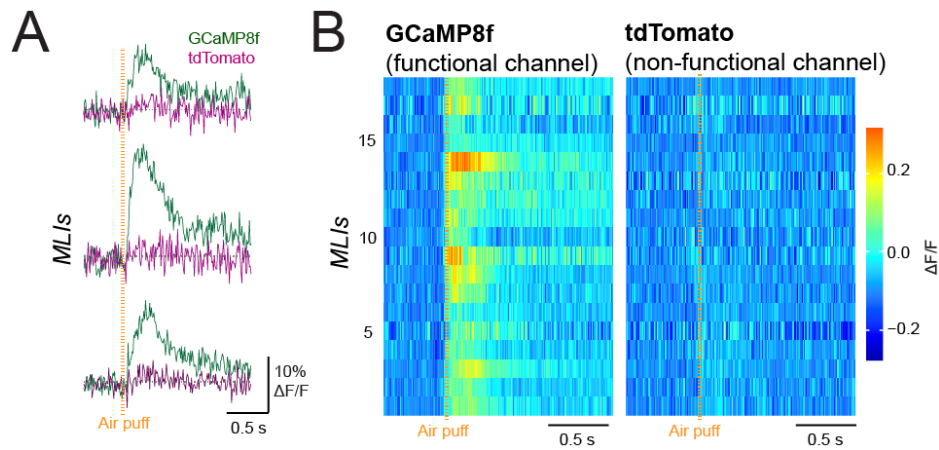 A
GCaMP8f
tdTomato
MLIs
Air puff
10%
ΔF/F
0.5 s
B
GCaMP8f
(functional channel)
tdTomato
(non-functional channel)
MLIs
15
10
5
Air puff
0.5 s
Air puff
0.5 s
0.2
0.0
−0.2
ΔF/F